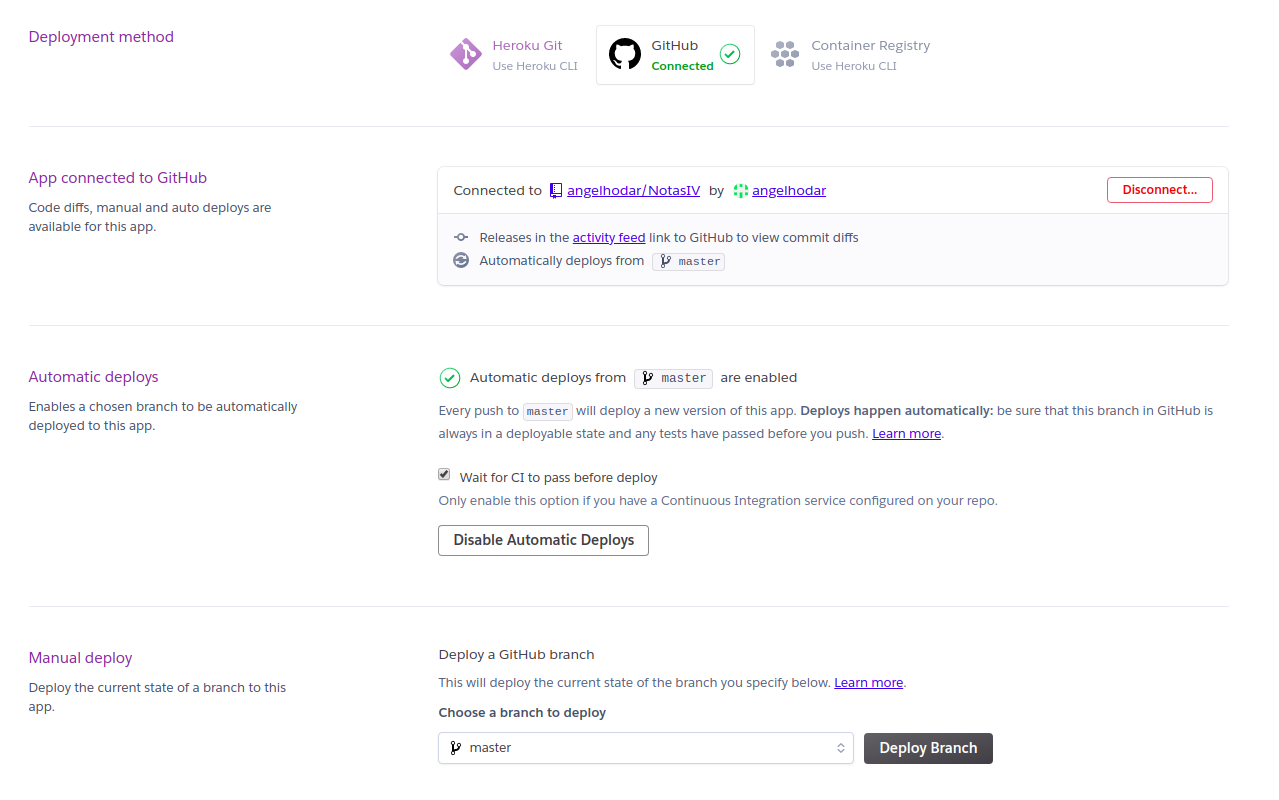 Deployment method
Heroku Git
Use Heroku CLI
GitHub
Connected
Container Registry
Use Heroku CLI
App connected to GitHub
Code diffs, manual and auto deploys are
available for this app.
Connected to angelhodar/NotasIV by angelhodar
Disconnect...
Releases in the activity feed link to GitHub to view commit diffs
Automatically deploys from master
Automatic deploys
Enables a chosen branch to be automatically
deployed to this app.
Automatic deploys from master are enabled
Every push to master will deploy a new version of this app. Deploys happen automatically: be sure that this branch in GitHub is
always in a deployable state and any tests have passed before you push. Learn more.
Wait for CI to pass before deploy
Only enable this option if you have a Continuous Integration service configured on your repo.
Disable Automatic Deploys
Manual deploy
Deploy the current state of a branch to this
app.
Deploy a GitHub branch
This will deploy the current state of the branch you specify below. Learn more.
Choose a branch to deploy
master
Deploy Branch